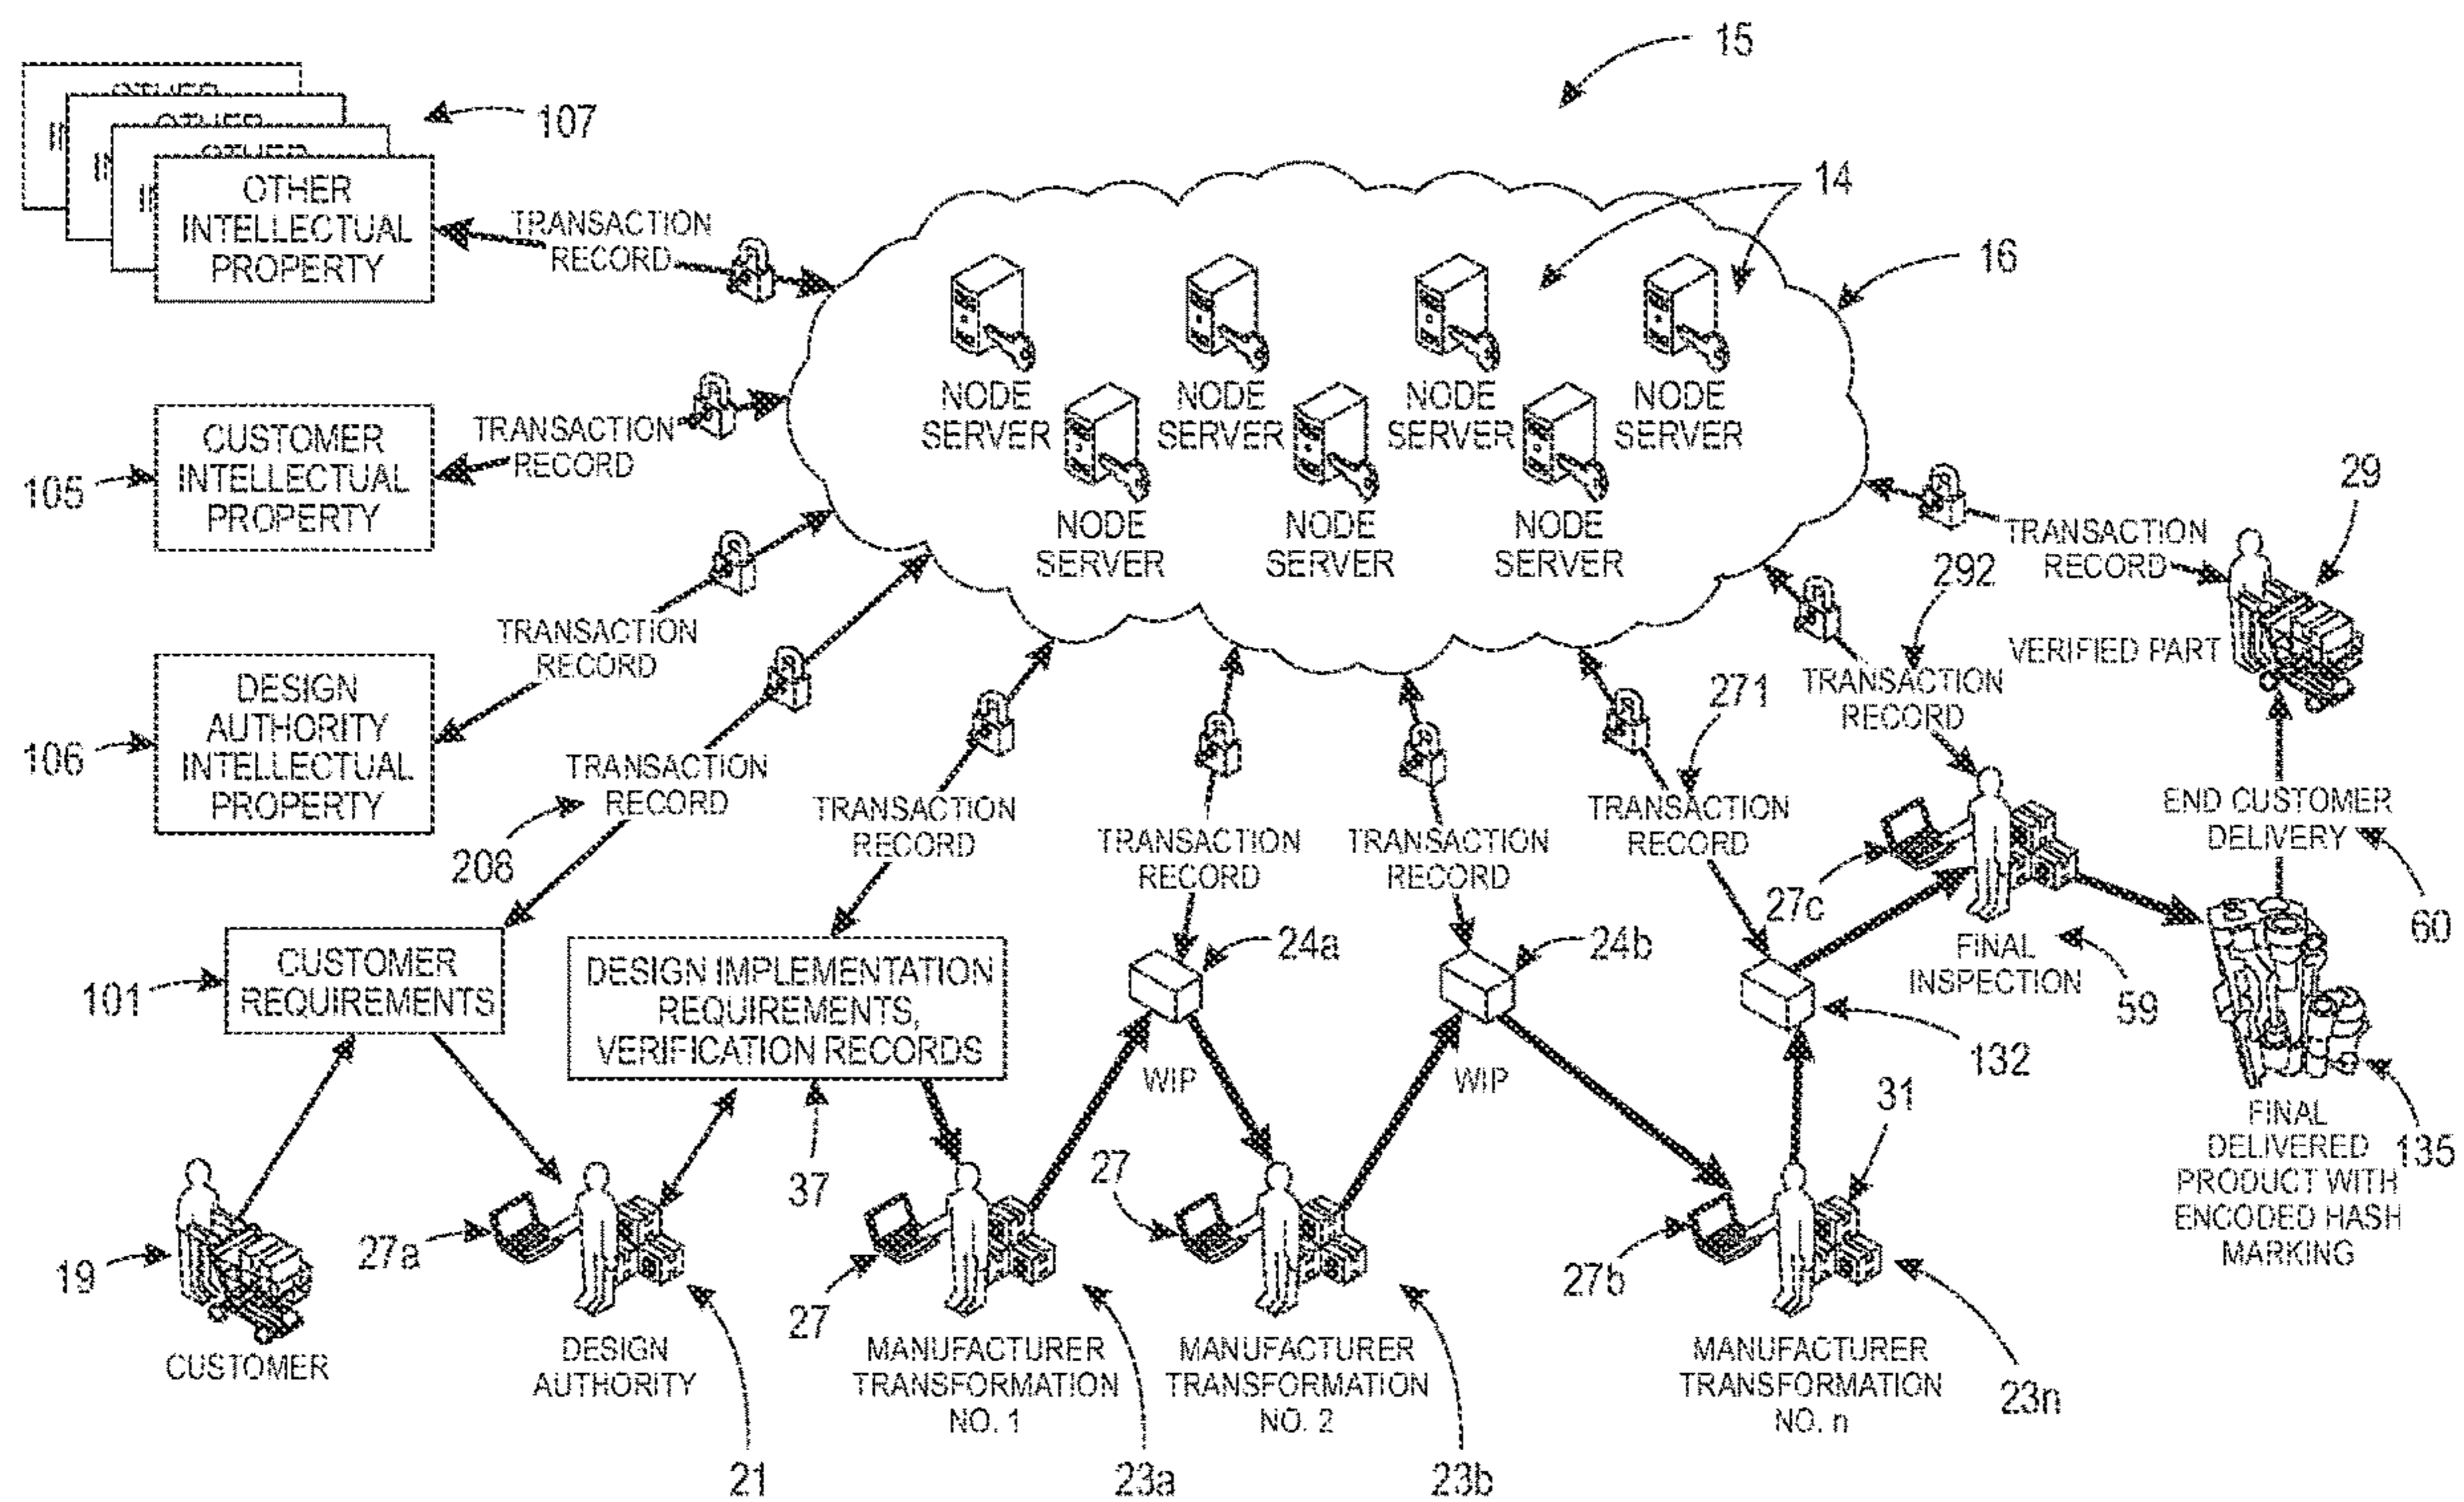 15
107
OTHER
OTHER
OTHER
OTHER
INTELLECTUAL
PROPERTY
TRANSACTION
RECORD
14
16
NODE
SERVER
NODE
SERVER
NODE
SERVER
NODE
SERVER
NODE
SERVER
NODE
SERVER
NODE
SERVER
105
CUSTOMER
INTELLECTUAL
PROPERTY
TRANSACTION
RECORD
29
TRANSACTION
RECORD
VERIFIED PART
292
TRANSACTION
RECORD
106
DESIGN
AUTHORITY
INTELLECTUAL
PROPERTY
TRANSACTION
RECORD
208
TRANSACTION
RECORD
TRANSACTION
RECORD
TRANSACTION
RECORD
TRANSACTION
RECORD
271
TRANSACTION
RECORD
END CUSTOMER
DELIVERY
60
101
CUSTOMER
REQUIREMENTS
DESIGN IMPLEMENTATION
REQUIREMENTS,
VERIFICATION RECORDS
37
24a
WIP
24b
WIP
132
27c
FINAL
INSPECTION
59
135
FINAL
DELIVERED
PRODUCT WITH
ENCODED HASH
MARKING
19
CUSTOMER
27a
DESIGN
AUTHORITY
21
27
MANUFACTURER
TRANSFORMATION
NO. 1
23a
27
MANUFACTURER
TRANSFORMATION
NO. 2
23b
27b
31
MANUFACTURER
TRANSFORMATION
NO. n
23n